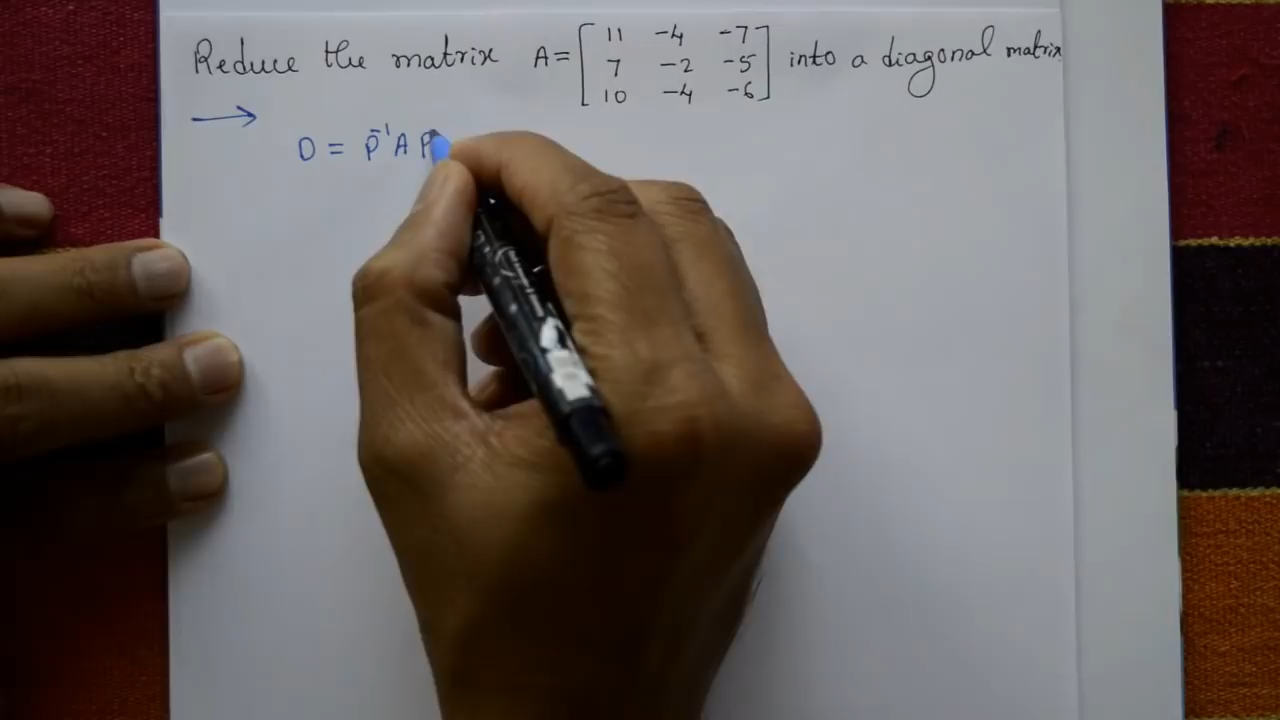 Reduce the matrix A = [ 11 -4 -7 ] into a diagonal matrix
7 -2 -5
10 -4 -6
→ D = P⁻¹ A P